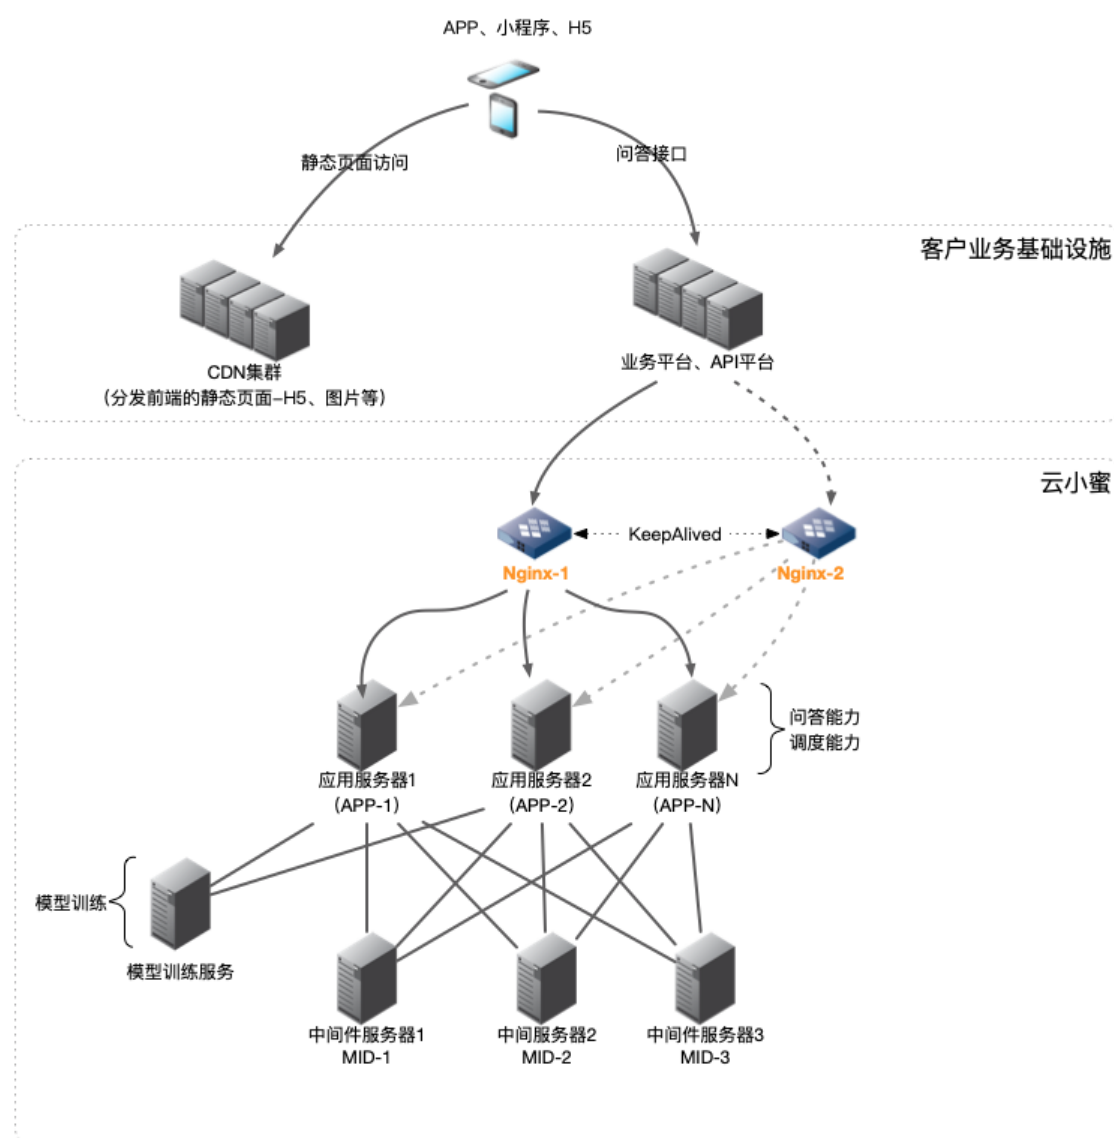 APP、小程序、H5
静态页面访问
问答接口
客户业务基础设施
CDN集群
（分发前端的静态页面-H5、图片等）
业务平台、API平台
云小蜜
KeepAlived
Nginx-1
Nginx-2
问答能力
调度能力
应用服务器1
（APP-1）
应用服务器2
（APP-2）
应用服务器N
（APP-N）
模型训练
模型训练服务
中间件服务器1
MID-1
中间服务器2
MID-2
中间件服务器3
MID-3